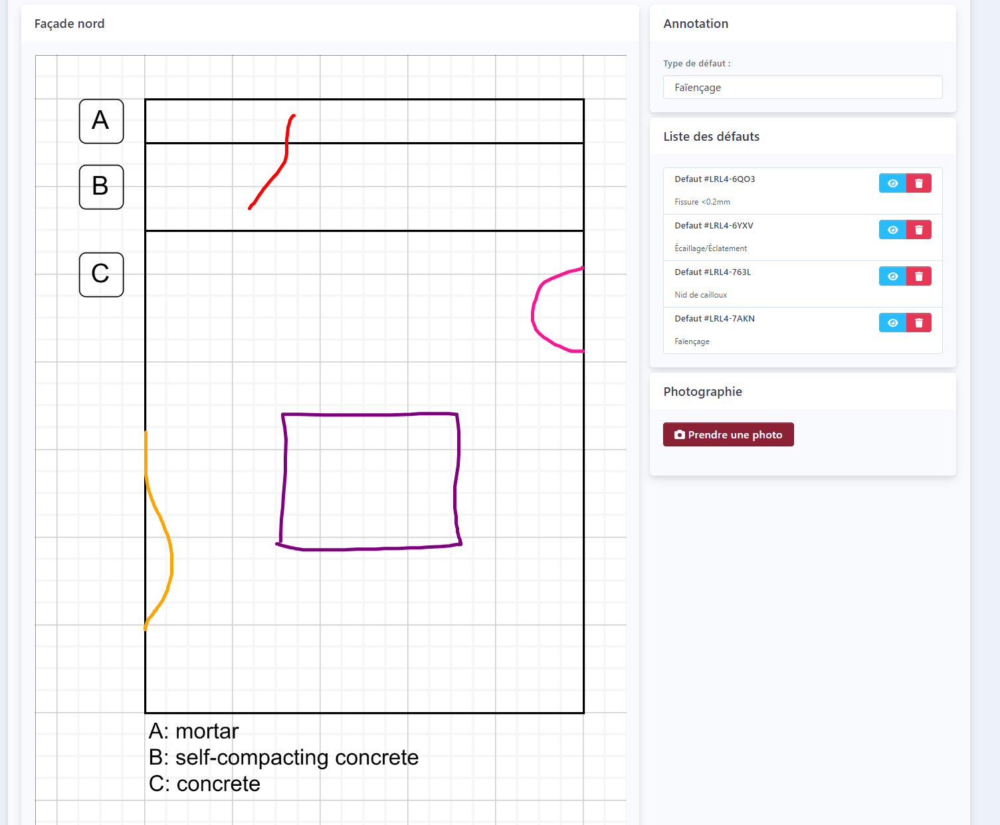 Façade nord
A
B
C
A: mortar
B: self-compacting concrete
C: concrete
Annotation
Type de défaut :
Faïençage
Liste des défauts
Defaut #LRL4-6QO3
Fissure <0.2mm
Defaut #LRL4-6YXV
Écaillage/Éclatement
Defaut #LRL4-763L
Nid de cailloux
Defaut #LRL4-7AKN
Faïençage
Photographie
Prendre une photo